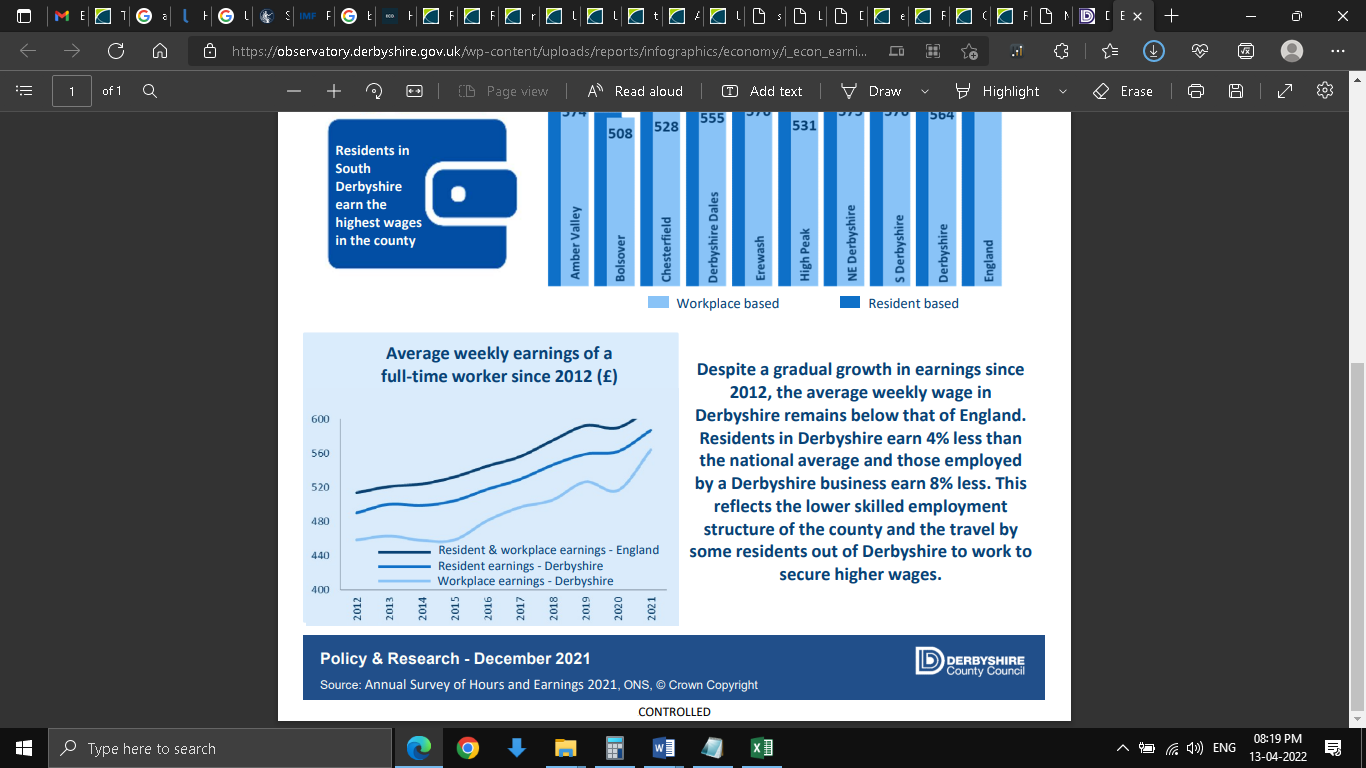 https://observatory.derbyshire.gov.uk/wp-content/uploads/reports/infographics/economy/i_econ_earni...
1 of 1
Page view
Read aloud
Add text
Draw
Highlight
Erase
Residents in
South
Derbyshire
earn the
highest wages
in the county
508
528
555
531
564
Amber Valley
Bolsover
Chesterfield
Derbyshire Dales
Erewash
High Peak
NE Derbyshire
S Derbyshire
Derbyshire
England
Workplace based
Resident based
Average weekly earnings of a
full-time worker since 2012 (£)
600
560
520
480
440
400
Resident & workplace earnings - England
Resident earnings - Derbyshire
Workplace earnings - Derbyshire
2012
2013
2014
2015
2016
2017
2018
2019
2020
2021
Despite a gradual growth in earnings since
2012, the average weekly wage in
Derbyshire remains below that of England.
Residents in Derbyshire earn 4% less than
the national average and those employed
by a Derbyshire business earn 8% less. This
reflects the lower skilled employment
structure of the county and the travel by
some residents out of Derbyshire to work to
secure higher wages.
Policy & Research - December 2021
Source: Annual Survey of Hours and Earnings 2021, ONS, © Crown Copyright
DERBYSHIRE
County Council
CONTROLLED
Type here to search
ENG
08:19 PM
13-04-2022